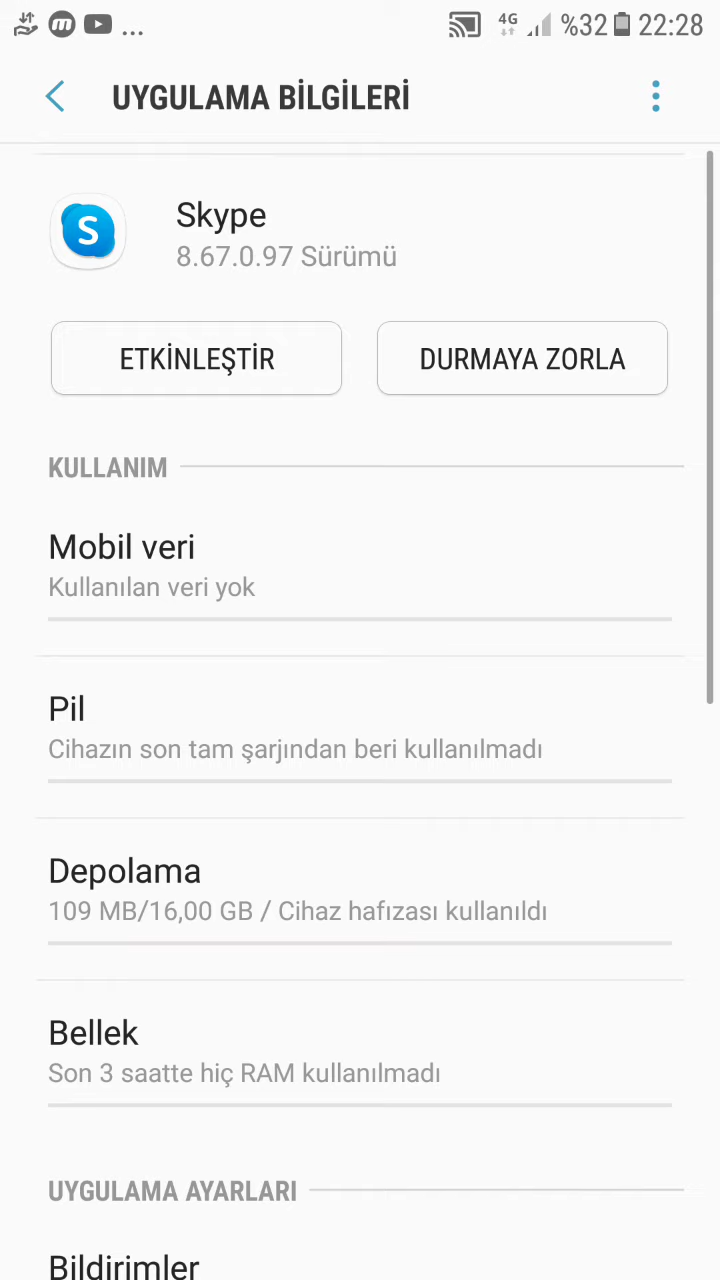 ... 4G %32 22:28
UYGULAMA BİLGİLERİ
S
Skype
8.67.0.97 Sürümü
ETKİNLEŞTİR DURMAYA ZORLA
KULLANIM
Mobil veri
Kullanılan veri yok
Pil
Cihazın son tam şarjından beri kullanılmadı
Depolama
109 MB/16,00 GB / Cihaz hafızası kullanıldı
Bellek
Son 3 saatte hiç RAM kullanılmadı
UYGULAMA AYARLARI
Bildirimler